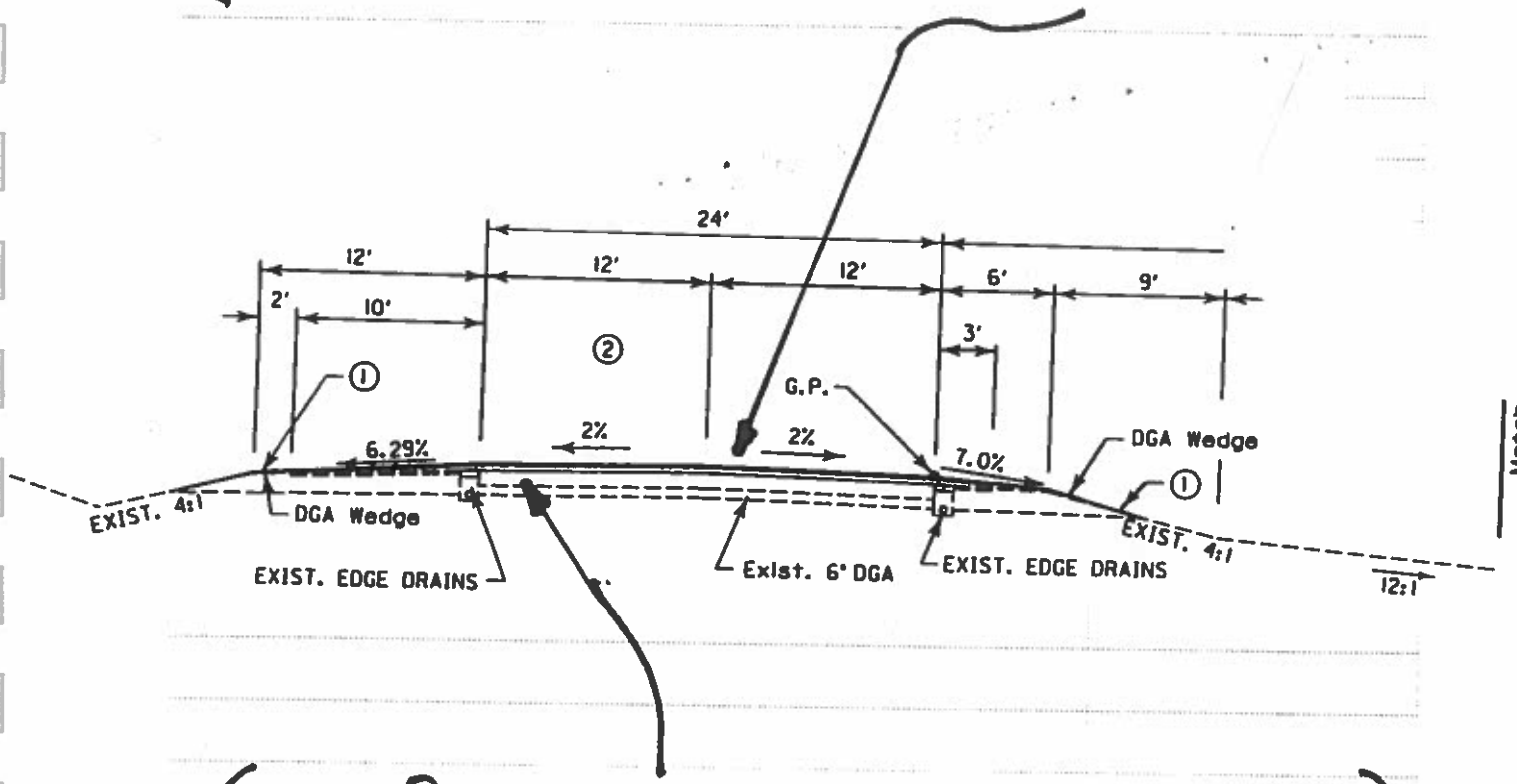 24'
12'
12'
12'
6'
9'
2'
10'
3'
②
①
G.P.
6.29%
2%
2%
7.0%
DGA Wedge
①
EXIST. 4:1
DGA Wedge
EXIST. 4:1
EXIST. EDGE DRAINS
Exist. 6" DGA
EXIST. EDGE DRAINS
12:1